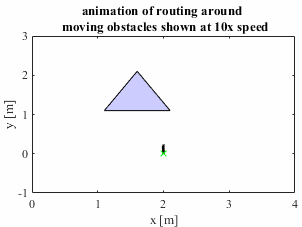 animation of routing around
moving obstacles shown at 10x speed
3
2
1
0
-1
y [m]
0
1
2
3
4
x [m]